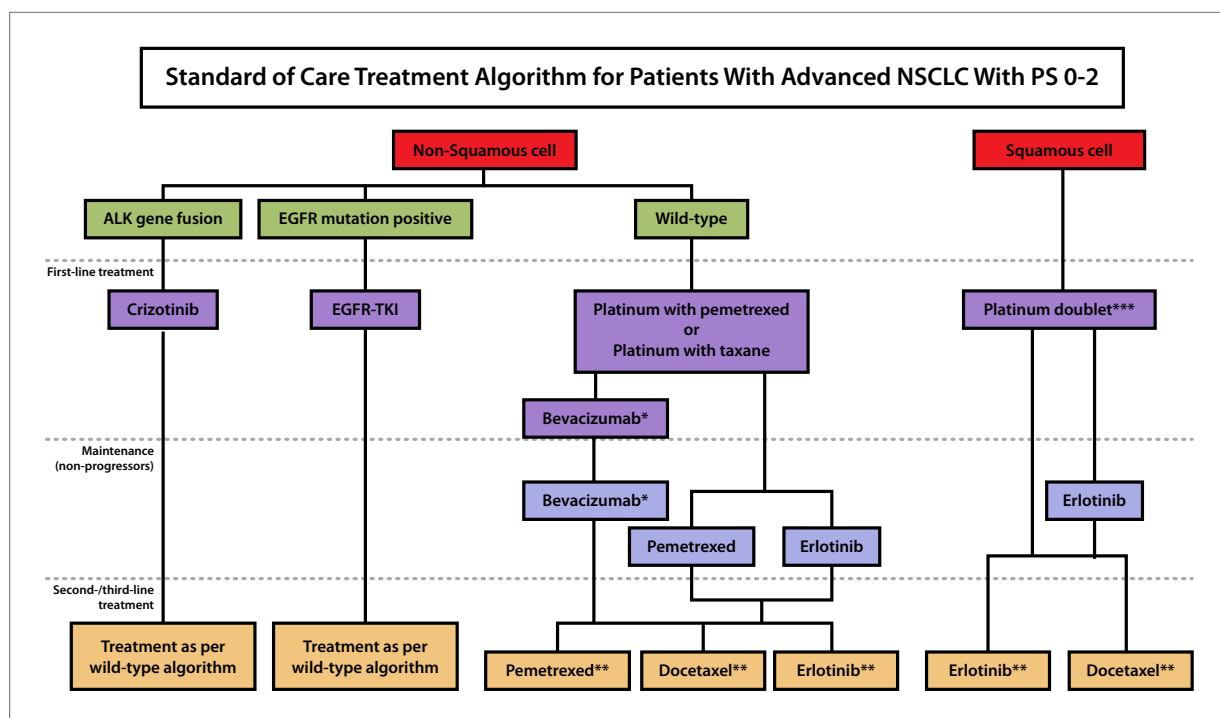 Standard of Care Treatment Algorithm for Patients With Advanced NSCLC With PS 0-2
Non-Squamous cell
Squamous cell
ALK gene fusion
EGFR mutation positive
Wild-type
First-line treatment
Crizotinib
EGFR-TKI
Platinum with pemetrexed
or
Platinum with taxane
Platinum doublet***
Bevacizumab*
Maintenance
(non-progressors)
Bevacizumab*
Erlotinib
Pemetrexed
Erlotinib
Second-/third-line
treatment
Treatment as per
wild-type algorithm
Treatment as per
wild-type algorithm
Pemetrexed**
Docetaxel**
Erlotinib**
Erlotinib**
Docetaxel**